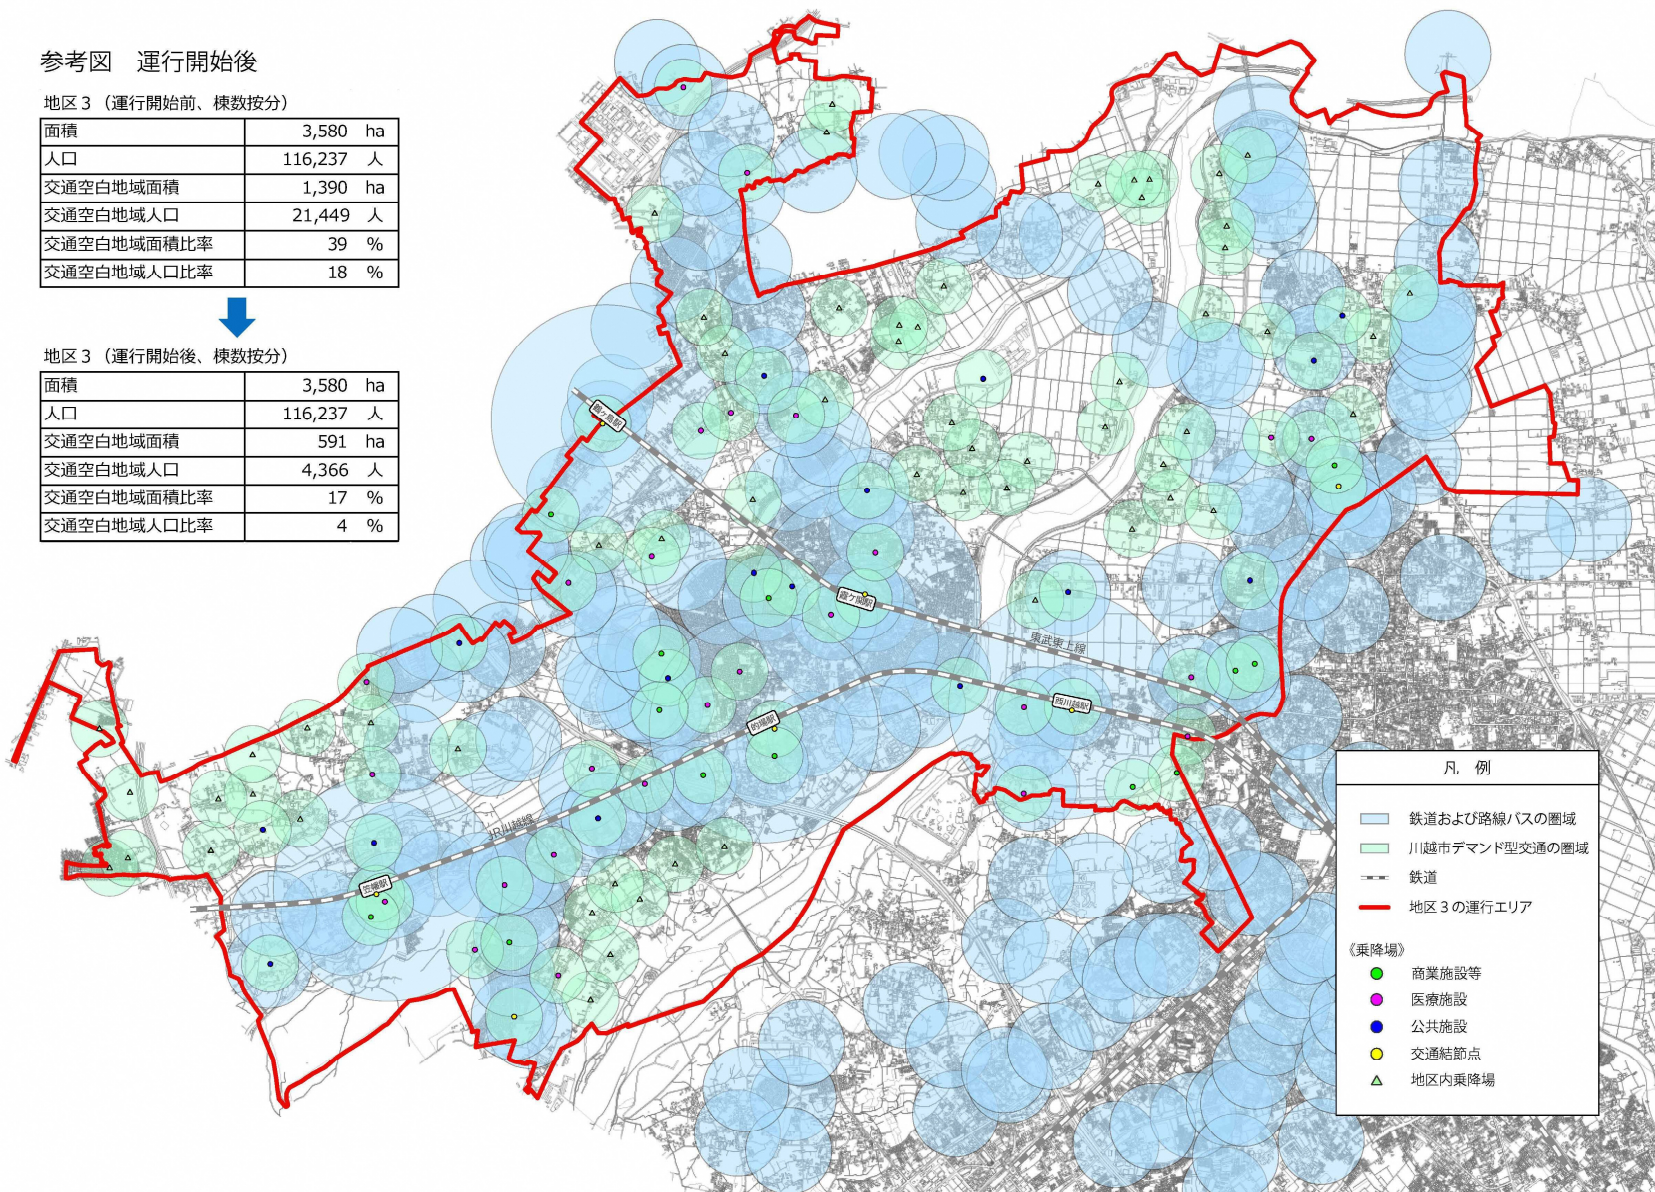 参考図　運行開始後
地区３（運行開始前、棟数按分）
面積 3,580 ha
人口 116,237 人
交通空白地域面積 1,390 ha
交通空白地域人口 21,449 人
交通空白地域面積比率 39 %
交通空白地域人口比率 18 %
地区３（運行開始後、棟数按分）
面積 3,580 ha
人口 116,237 人
交通空白地域面積 591 ha
交通空白地域人口 4,366 人
交通空白地域面積比率 17 %
交通空白地域人口比率 4 %
鶴ヶ島駅
霞ケ関駅
東武東上線
西川越駅
的場駅
JR川越線
笠幡駅
凡　例
鉄道および路線バスの圏域
川越市デマンド型交通の圏域
鉄道
地区３の運行エリア
《乗降場》
商業施設等
医療施設
公共施設
交通結節点
地区内乗降場